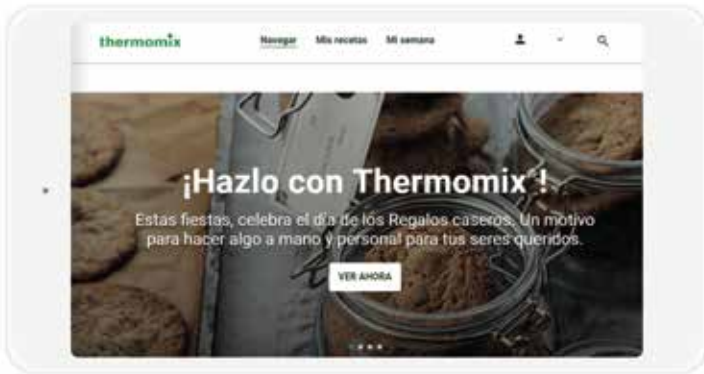 thermomix
Navegar Mis recetas Mi semana
¡Hazlo con Thermomix®!
Estas fiestas, celebra el día de los Regalos caseros. Un motivo
para hacer algo a mano y personal para tus seres queridos.
VER AHORA